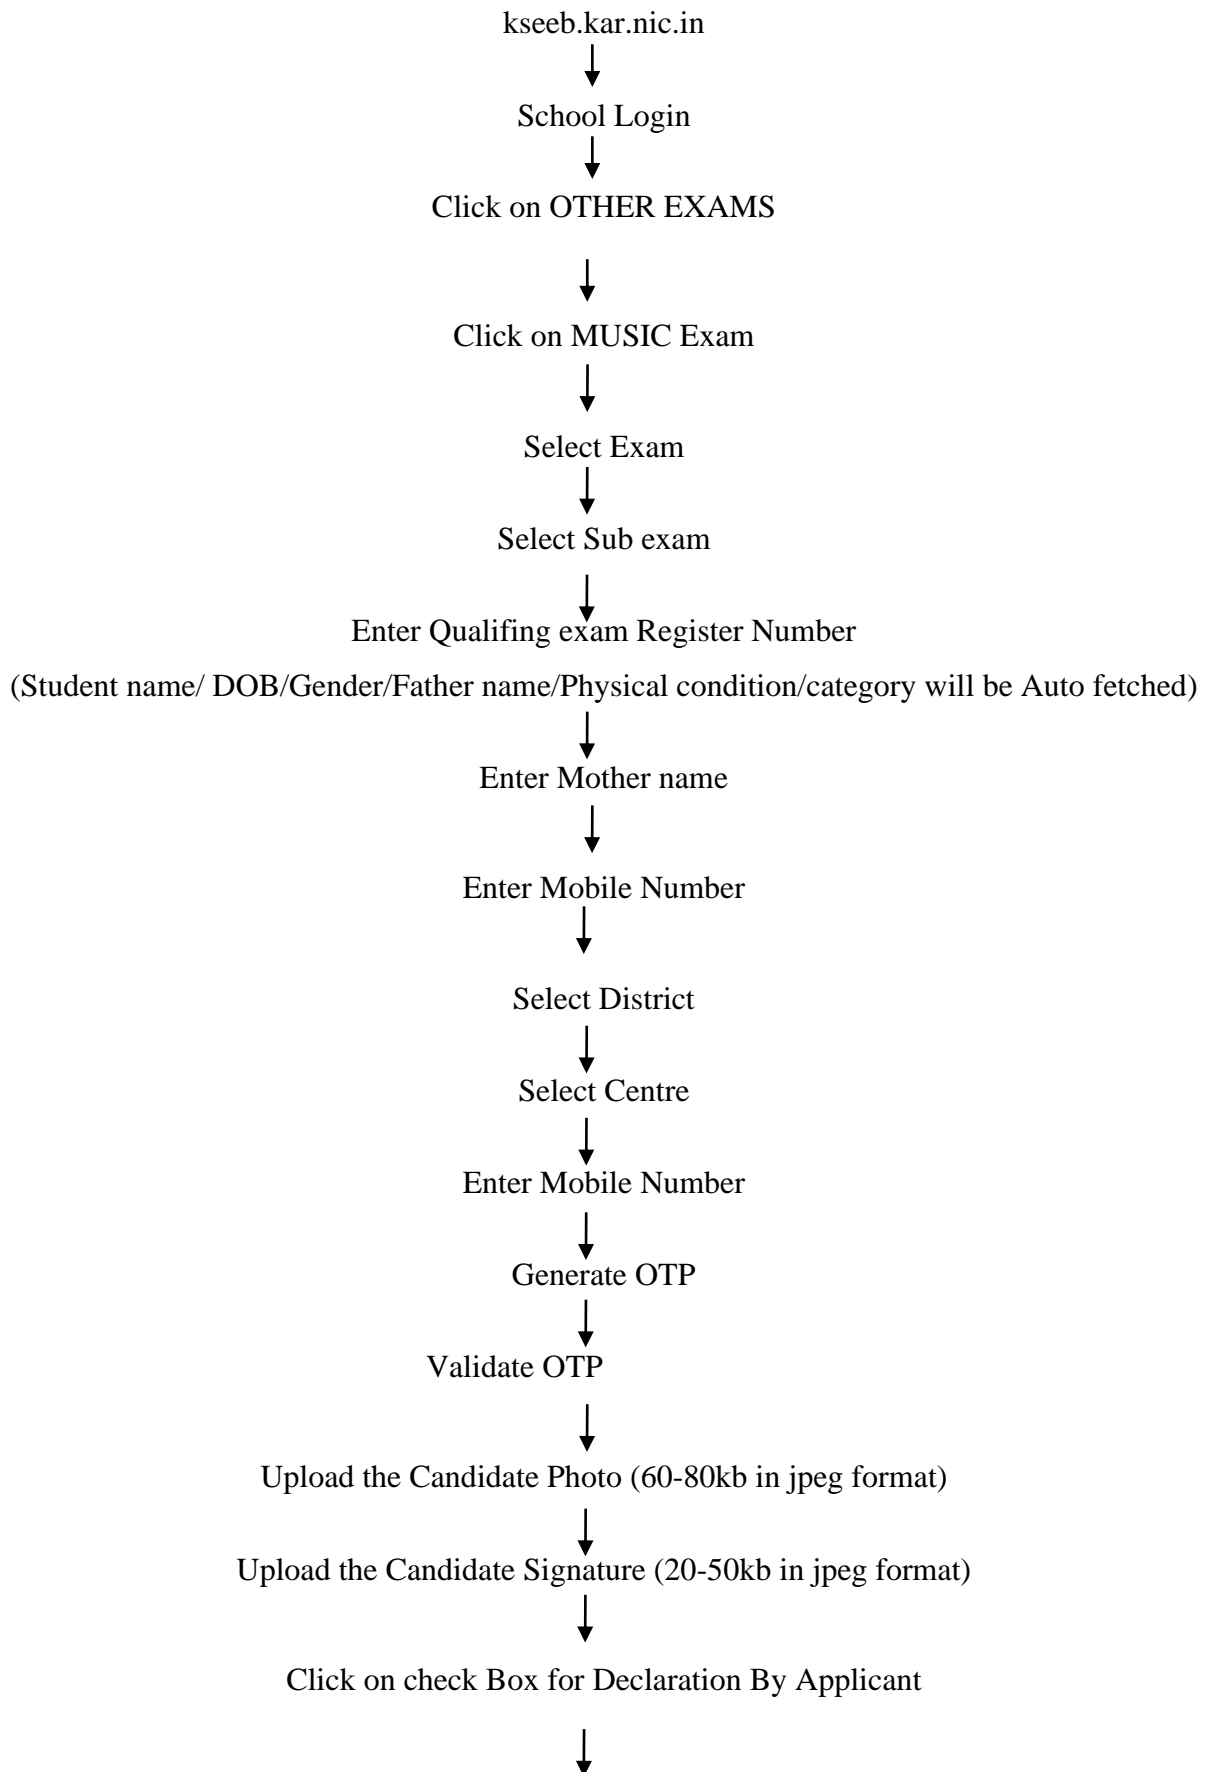 kseeb.kar.nic.in
School Login
Click on OTHER EXAMS
Click on MUSIC Exam
Select Exam
Select Sub exam
Enter Qualifing exam Register Number
(Student name/ DOB/Gender/Father name/Physical condition/category will be Auto fetched)
Enter Mother name
Enter Mobile Number
Select District
Select Centre
Enter Mobile Number
Generate OTP
Validate OTP
Upload the Candidate Photo (60-80kb in jpeg format)
Upload the Candidate Signature (20-50kb in jpeg format)
Click on check Box for Declaration By Applicant